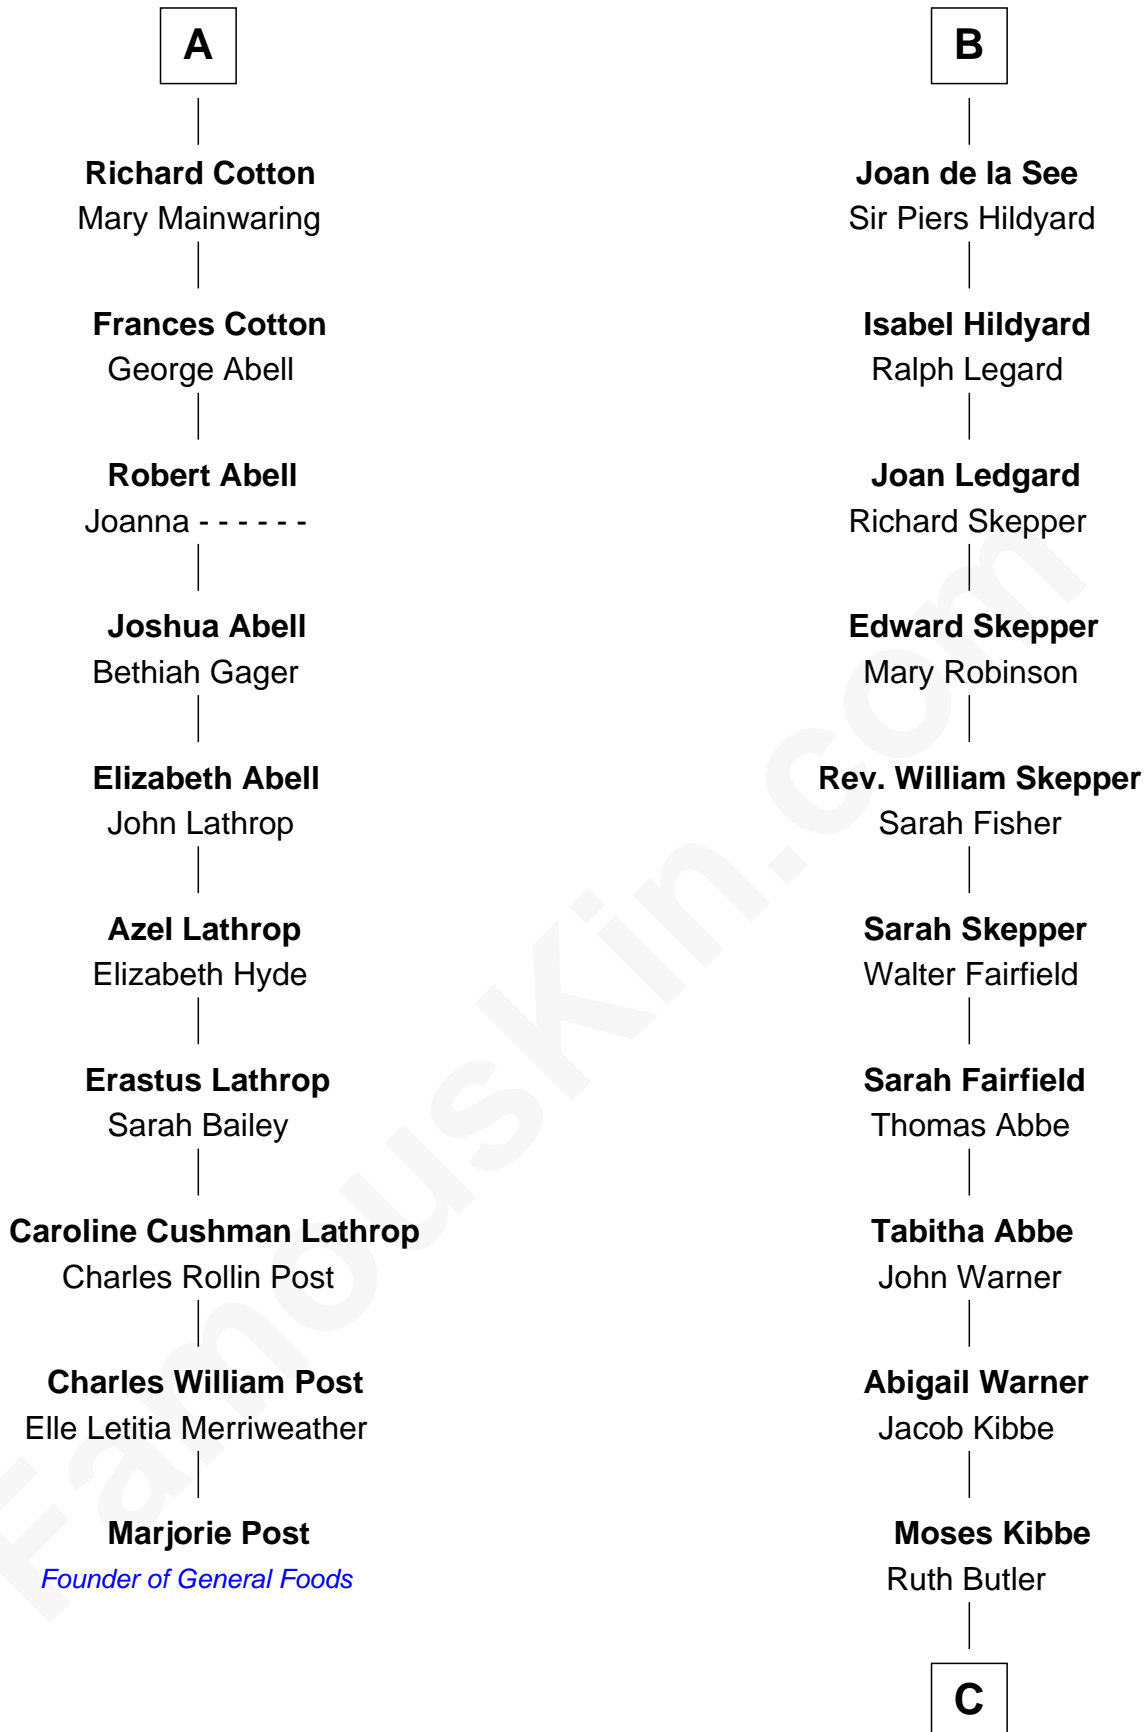 A
Richard Cotton
Mary Mainwaring
Frances Cotton
George Abell
Robert Abell
Joanna - - - - - -
Joshua Abell
Bethiah Gager
Elizabeth Abell
John Lathrop
Azel Lathrop
Elizabeth Hyde
Erastus Lathrop
Sarah Bailey
Caroline Cushman Lathrop
Charles Rollin Post
Charles William Post
Elle Letitia Merriweather
Marjorie Post
Founder of General Foods
B
Joan de la See
Sir Piers Hildyard
Isabel Hildyard
Ralph Legard
Joan Ledgard
Richard Skepper
Edward Skepper
Mary Robinson
Rev. William Skepper
Sarah Fisher
Sarah Skepper
Walter Fairfield
Sarah Fairfield
Thomas Abbe
Tabitha Abbe
John Warner
Abigail Warner
Jacob Kibbe
Moses Kibbe
Ruth Butler
C
FamousKin.com